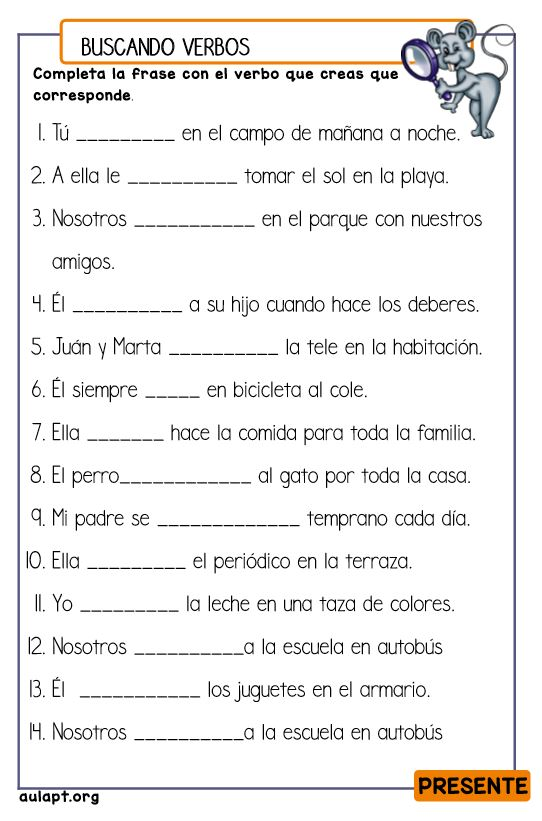 BUSCANDO VERBOS
Completa la frase con el verbo que creas que
corresponde.
1. Tú _________ en el campo de mañana a noche.
2. A ella le __________ tomar el sol en la playa.
3. Nosotros ___________ en el parque con nuestros
amigos.
4. Él __________ a su hijo cuando hace los deberes.
5. Juán y Marta __________ la tele en la habitación.
6. Él siempre _____ en bicicleta al cole.
7. Ella _______ hace la comida para toda la familia.
8. El perro____________ al gato por toda la casa.
9. Mi padre se _____________ temprano cada día.
10. Ella _________ el periódico en la terraza.
11. Yo _________ la leche en una taza de colores.
12. Nosotros __________a la escuela en autobús
13. Él ___________ los juguetes en el armario.
14. Nosotros __________a la escuela en autobús
PRESENTE
aulapt.org